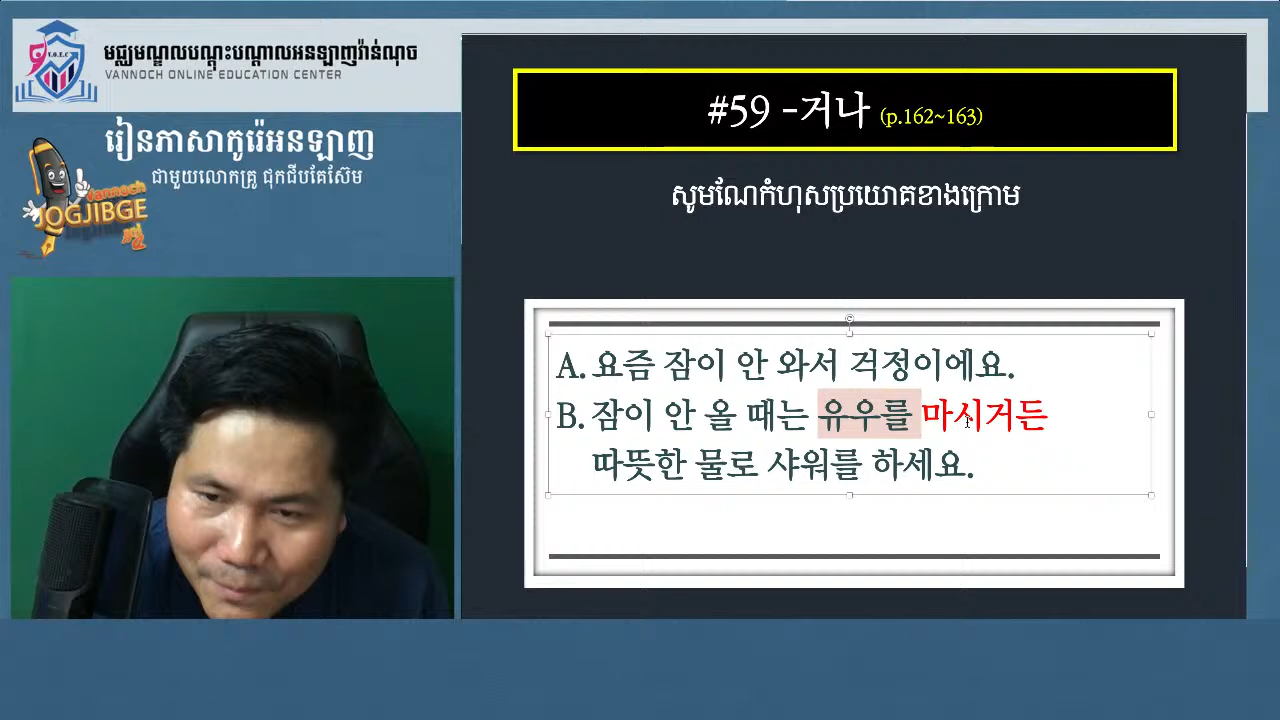 មជ្ឈមណ្ឌលបណ្តុះបណ្តាលអនឡាញវ៉ាន់ណុច
VANNOCH ONLINE EDUCATION CENTER
V.O.E.C
រៀនភាសាកូរ៉េអនឡាញ
ជាមួយលោកគ្រូ ជុកជីបគែស៊ែម
Vannoch
JOGJIBGE
#59 -거나 (p.162~163)
សូមណែកំហុសប្រយោគខាងក្រោម
A. 요즘 잠이 안 와서 걱정이에요.
B. 잠이 안 올 때는 유우를 마시거든
따뜻한 물로 샤워를 하세요.